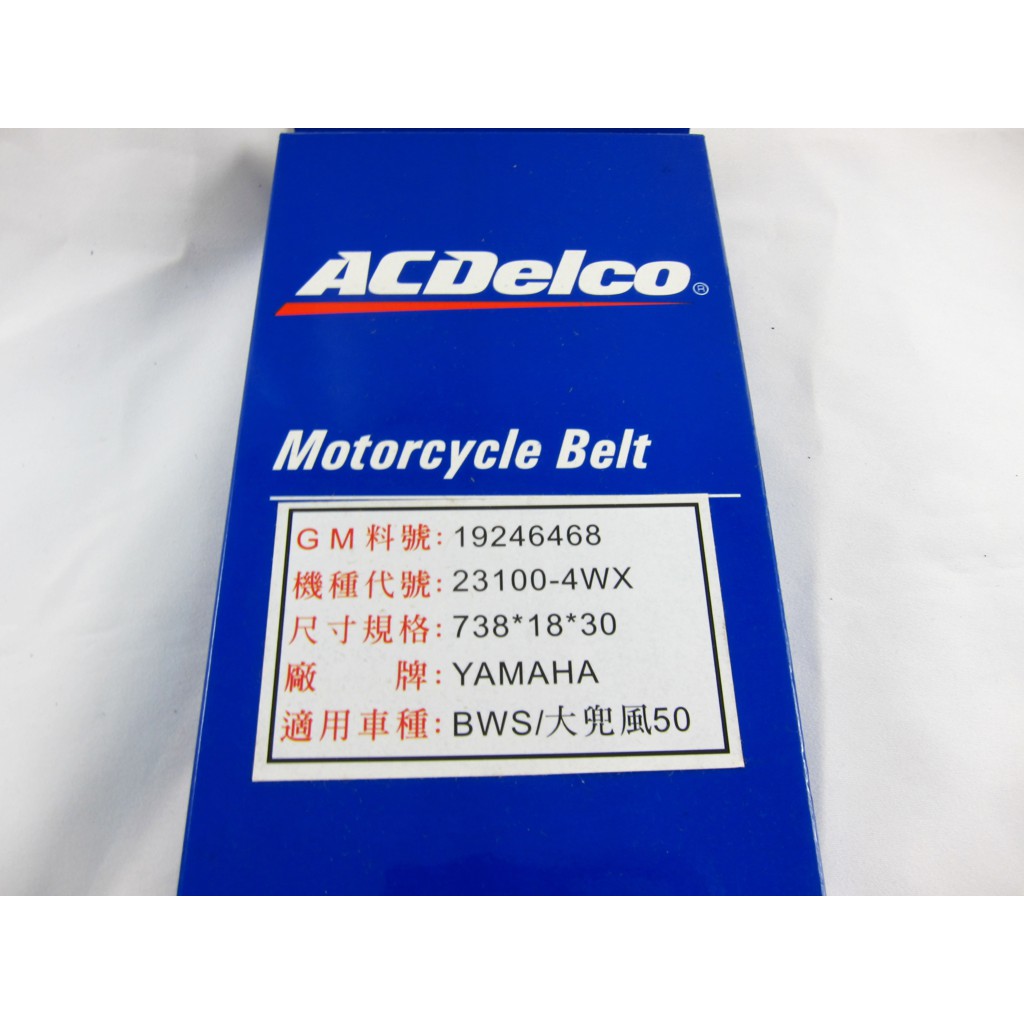 ACDelco®
Motorcycle Belt
GM料號:19246468
機種代號:23100-4WX
尺寸規格:738*18*30
廠 牌:YAMAHA
適用車種:BWS/大兜風50